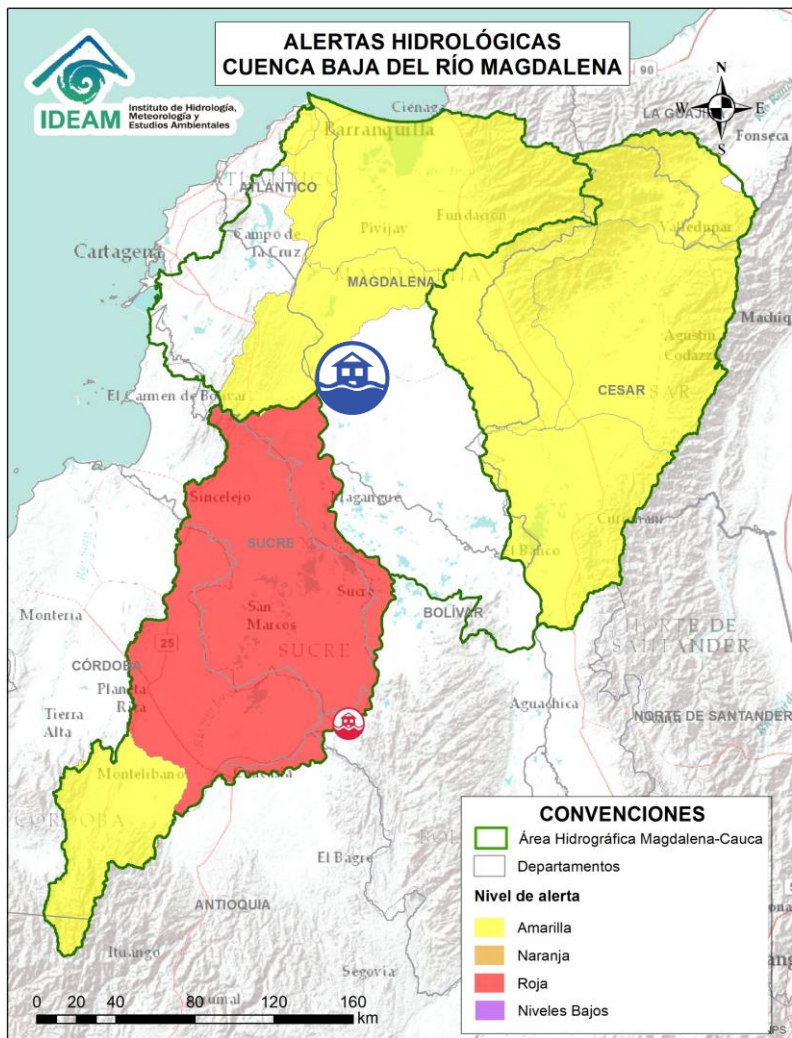 ALERTAS HIDROLÓGICAS
CUENCA BAJA DEL RÍO MAGDALENA
IDEAM
Instituto de Hidrología,
Meteorología y
Estudios Ambientales
N
W
E
S
90
Ciénaga
LA GUAJIRA
Fonseca
Barranquilla
ATLÁNTICO
Pivijay
Fundación
Valledupar
Cartagena
Campo de
la Cruz
MAGDALENA
Agustín
Codazzi
CESAR
El Carmen de Bolívar
Sincelejo
Magangué
SUCRE
Curumaní
El Banco
Sucre
BOLÍVAR
San
Marcos
SUCRE
Montería
25
CÓRDOBA
Planeta
Rica
Tierra
Alta
NORTE DE
SANTANDER
Aguachica
NORTE DE SANTANDER
Montelíbano
Caucasia
CÓRDOBA
El Bagre
ANTIOQUIA
Ituango
Segovia
0 20 40 80 120 160
km
CONVENCIONES
Área Hidrográfica Magdalena-Cauca
Departamentos
Nivel de alerta
Amarilla
Naranja
Roja
Niveles Bajos